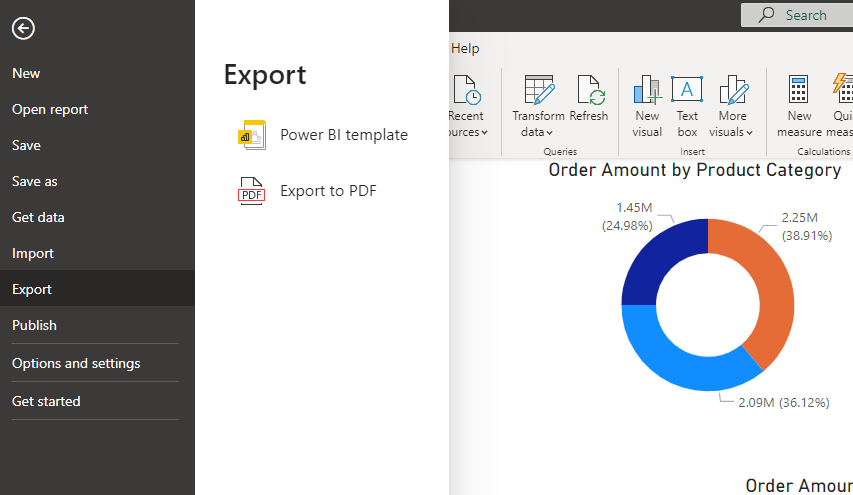 New
Open report
Save
Save as
Get data
Import
Export
Publish
Options and settings
Get started
Export
Power BI template
PDF
Export to PDF
Search
Help
Recent
ources
Transform
data
Refresh
Queries
New
visual
A
Text
box
More
visuals
Insert
New
measure
Qui
meas
Calculations
Order Amount by Product Category
1.45M
(24.98%)
2.25M
(38.91%)
2.09M (36.12%)
Order Amoun